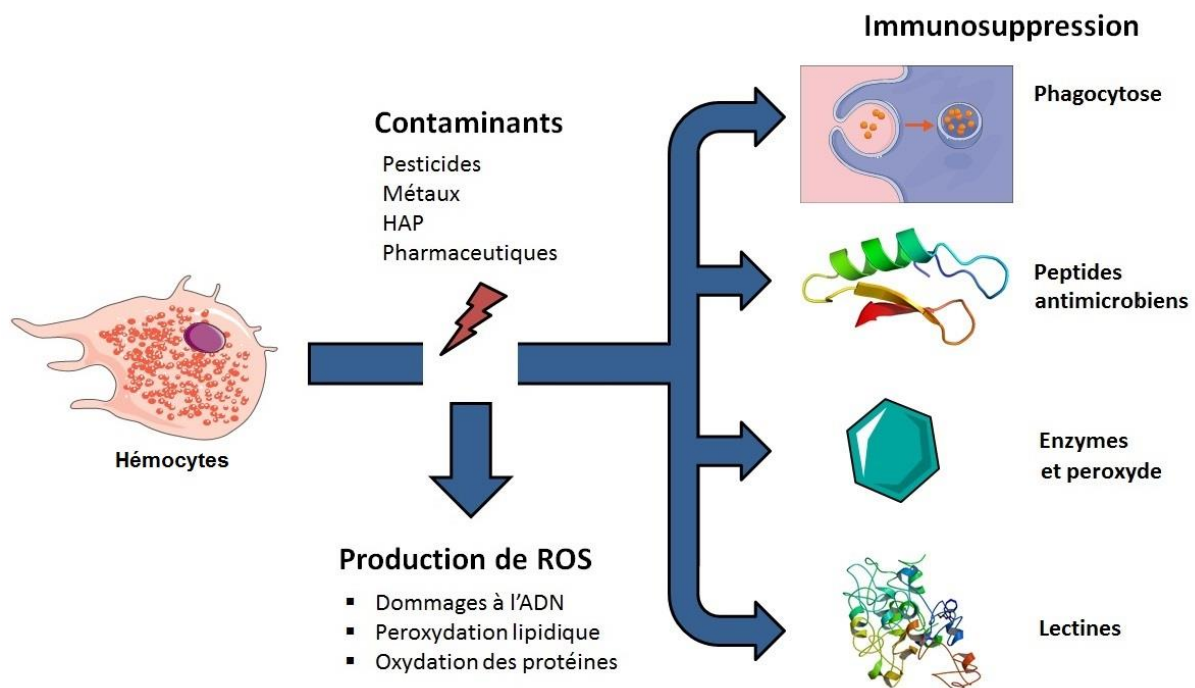 Immunosuppression
Phagocytose
Contaminants
Pesticides
Métaux
HAP
Pharmaceutiques
Peptides
antimicrobiens
Hémocytes
Enzymes
et peroxyde
Production de ROS
▪ Dommages à l’ADN
▪ Peroxydation lipidique
▪ Oxydation des protéines
Lectines